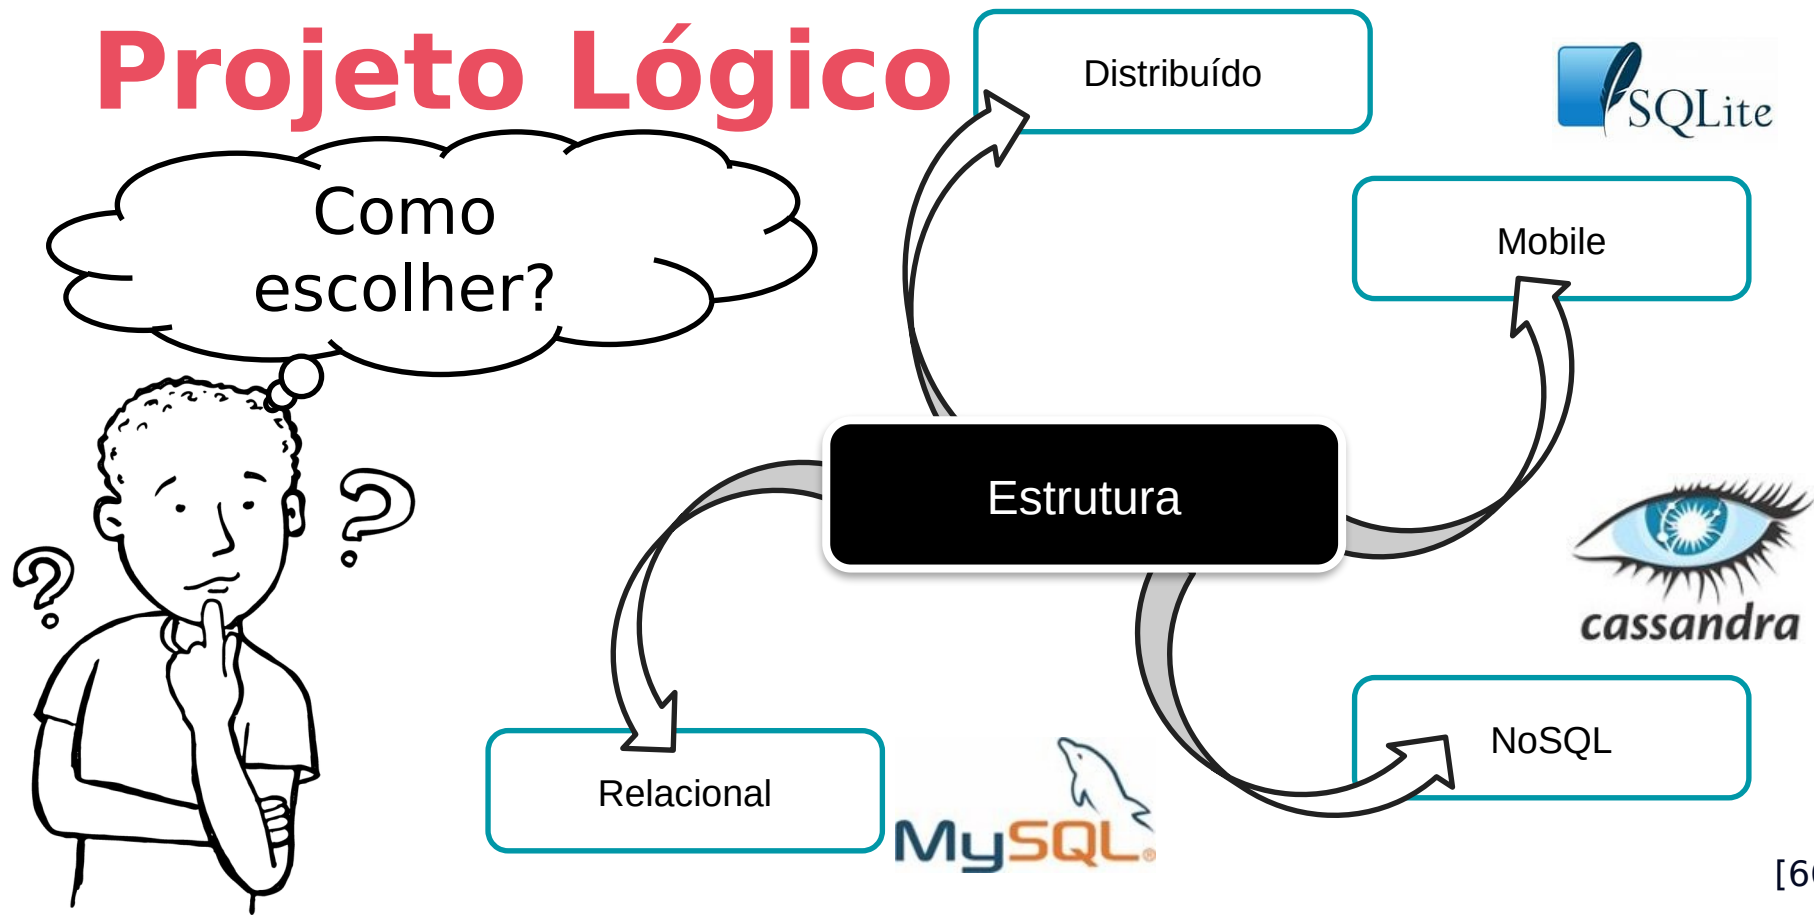 Projeto Lógico
Distribuído
SQLite
Como
escolher?
Mobile
Estrutura
cassandra
NoSQL
Relacional
MySQL®